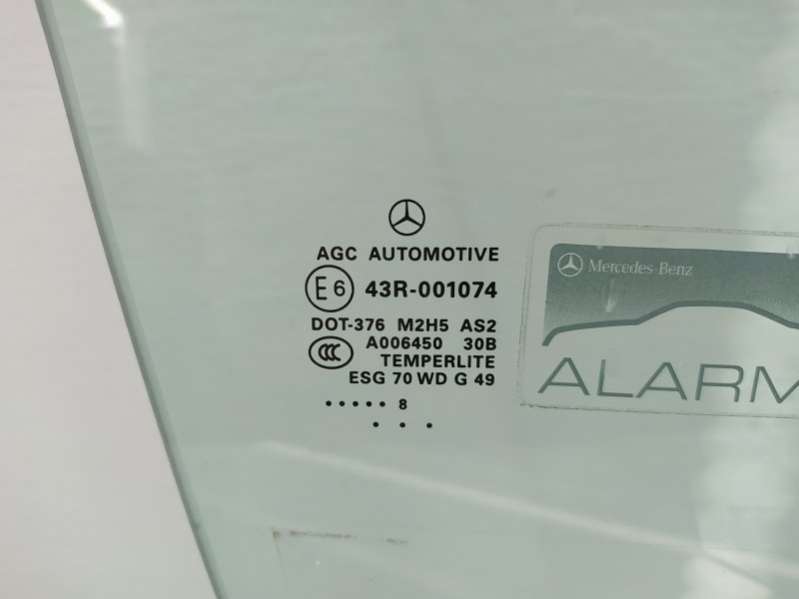 AGC AUTOMOTIVE
E6 43R-001074
DOT-376 M2H5 AS2
CCC A006450 30B
TEMPERLITE
ESG 70 WD G 49
••••• 8
• • •
Mercedes Benz
ALARM